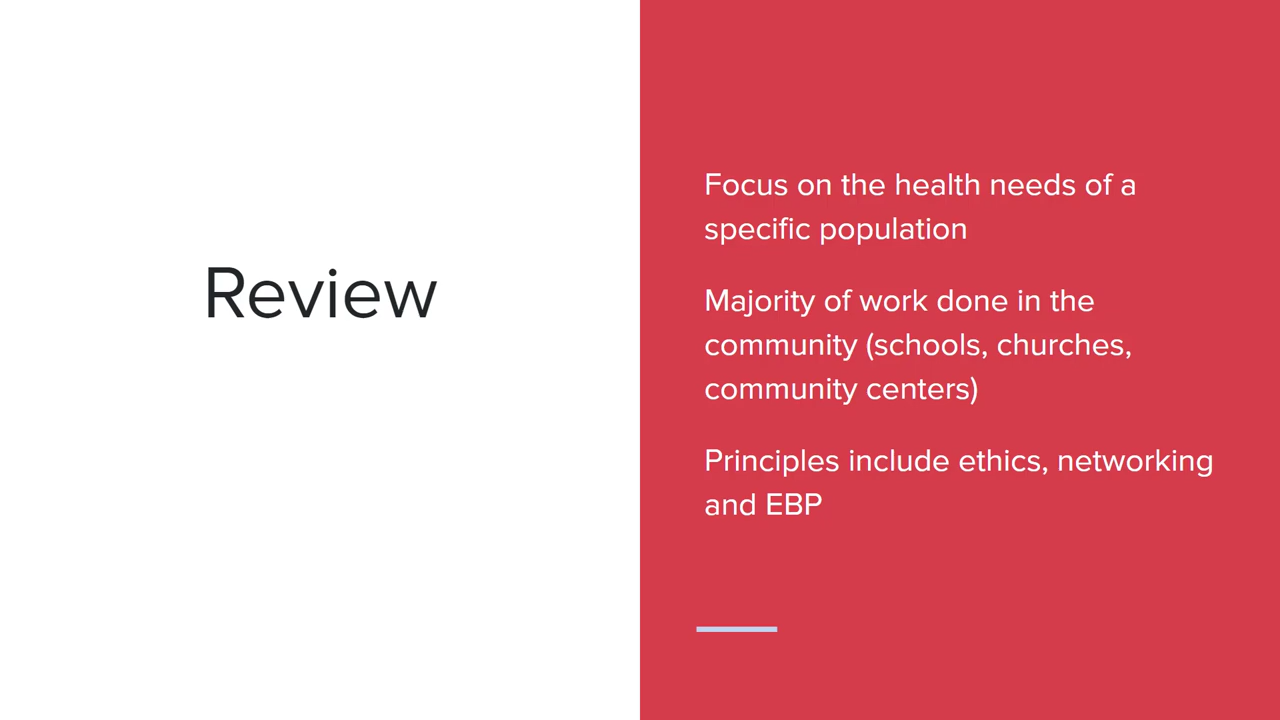 Review
Focus on the health needs of a
specific population
Majority of work done in the
community (schools, churches,
community centers)
Principles include ethics, networking
and EBP